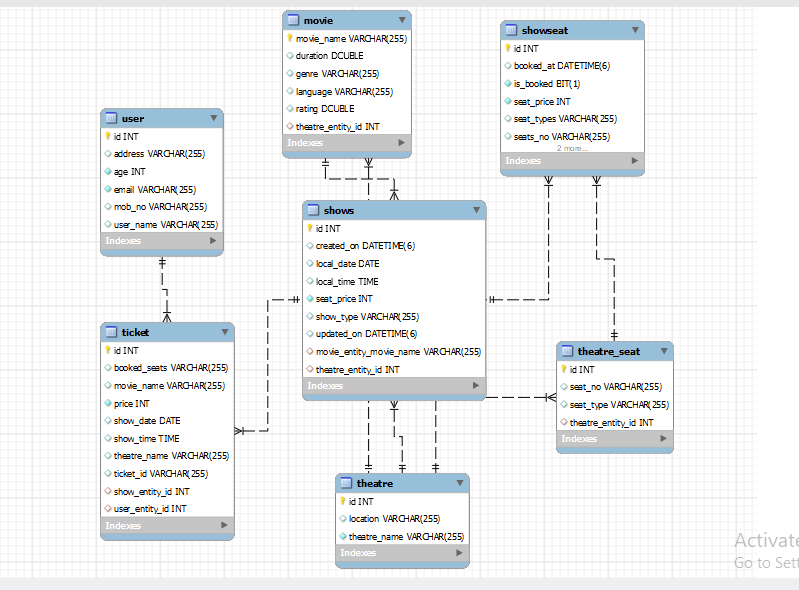 movie
movie_name VARCHAR(255)
duration DOUBLE
genre VARCHAR(255)
language VARCHAR(255)
rating DOUBLE
theatre_entity_id INT
Indexes
showseat
id INT
booked_at DATETIME(6)
is_booked BIT(1)
seat_price INT
seat_types VARCHAR(255)
seats_no VARCHAR(255)
2 more...
Indexes
user
id INT
address VARCHAR(255)
age INT
email VARCHAR(255)
mob_no VARCHAR(255)
user_name VARCHAR(255)
Indexes
shows
id INT
created_on DATETIME(6)
local_date DATE
local_time TIME
seat_price INT
show_type VARCHAR(255)
updated_on DATETIME(6)
movie_entity_movie_name VARCHAR(255)
theatre_entity_id INT
Indexes
ticket
id INT
booked_seats VARCHAR(255)
movie_name VARCHAR(255)
price INT
show_date DATE
show_time TIME
theatre_name VARCHAR(255)
ticket_id VARCHAR(255)
show_entity_id INT
user_entity_id INT
Indexes
theatre_seat
id INT
seat_no VARCHAR(255)
seat_type VARCHAR(255)
theatre_entity_id INT
Indexes
theatre
id INT
location VARCHAR(255)
theatre_name VARCHAR(255)
Indexes
Activate
Go to Sett